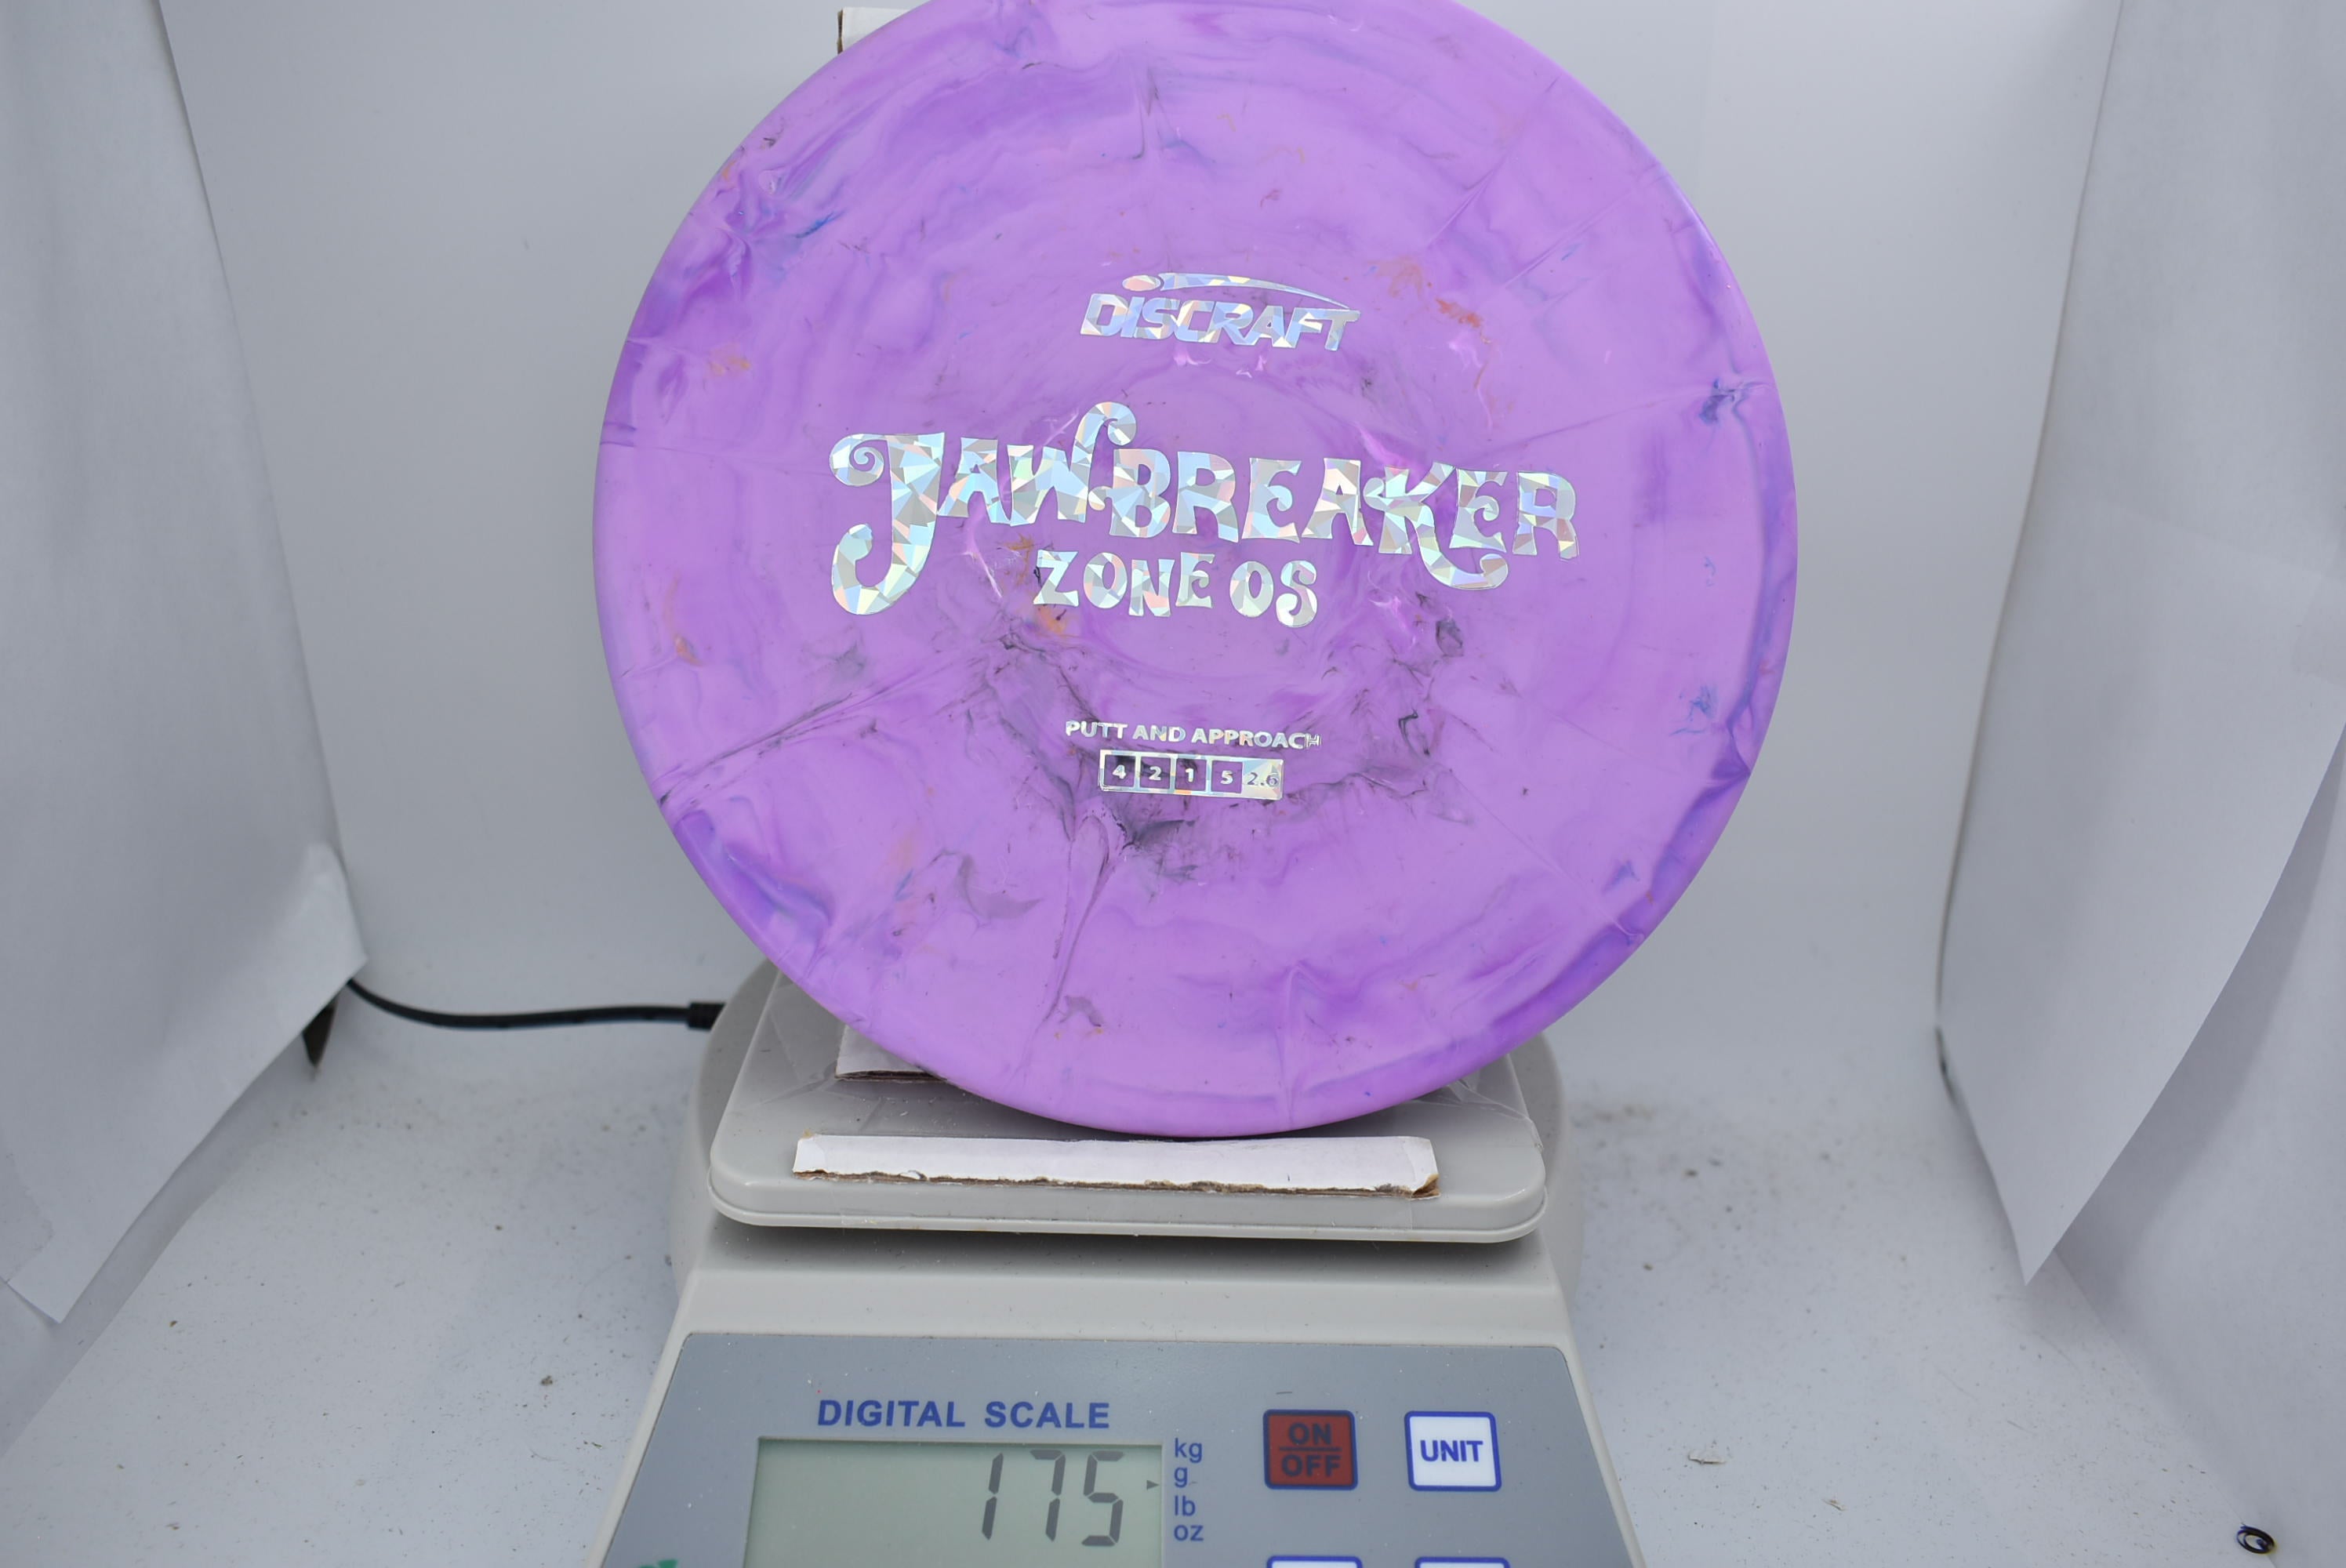 DISCRAFT
JAWBREAKER
ZONE OS
PUTT AND APPROACH
4 2 1 5 2.6
DIGITAL SCALE
175
kg
g
lb
oz
ON
OFF
UNIT